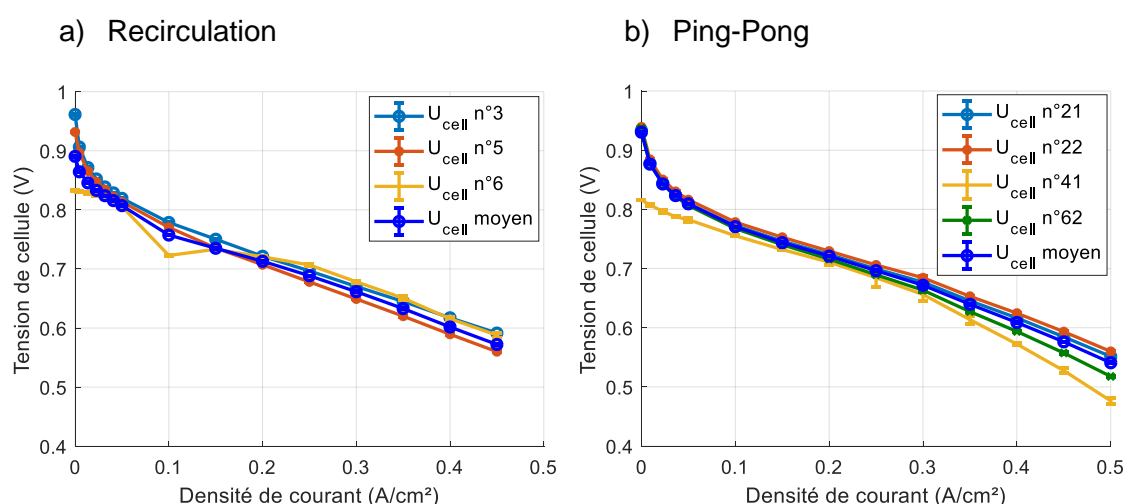 a) Recirculation
Tension de cellule (V)
1
0.9
0.8
0.7
0.6
0.5
0.4
0
0.1
0.2
0.3
0.4
0.5
Densité de courant (A/cm²)
U_cell n°3
U_cell n°5
U_cell n°6
U_cell moyen
b) Ping-Pong
Tension de cellule (V)
1
0.9
0.8
0.7
0.6
0.5
0.4
0
0.1
0.2
0.3
0.4
0.5
Densité de courant (A/cm²)
U_cell n°21
U_cell n°22
U_cell n°41
U_cell n°62
U_cell moyen